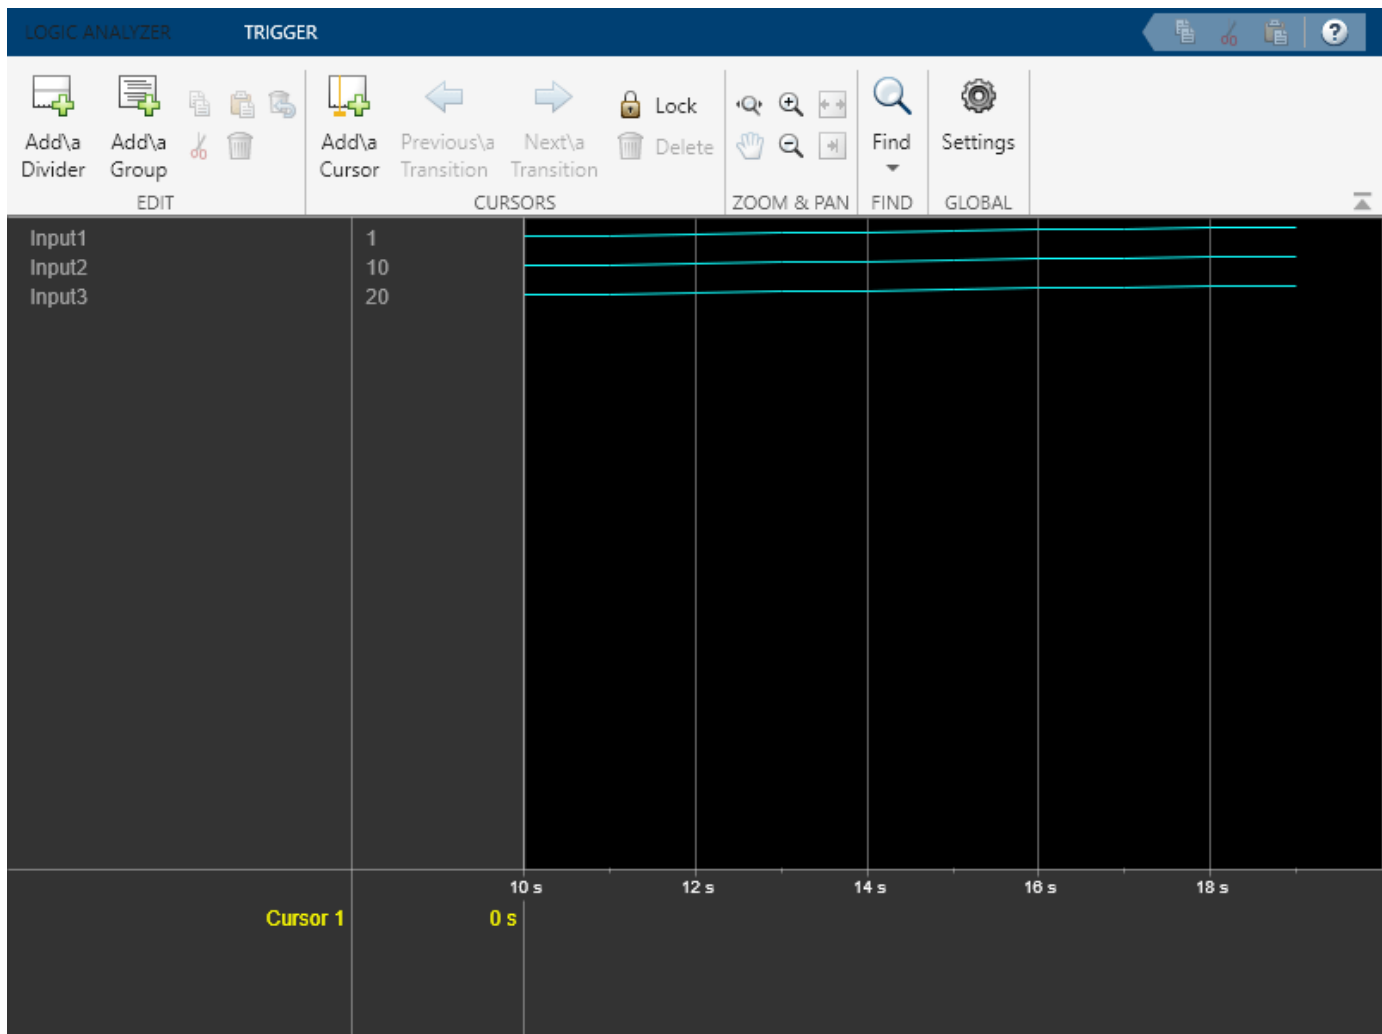 LOGIC ANALYZER TRIGGER
Add\a Divider
Add\a Group
Add\a Cursor
Previous\a Transition
Next\a Transition
Lock
Delete
Find
Settings
EDIT CURSORS ZOOM & PAN FIND GLOBAL
Input1 1
Input2 10
Input3 20
10 s 12 s 14 s 16 s 18 s
Cursor 1 0 s